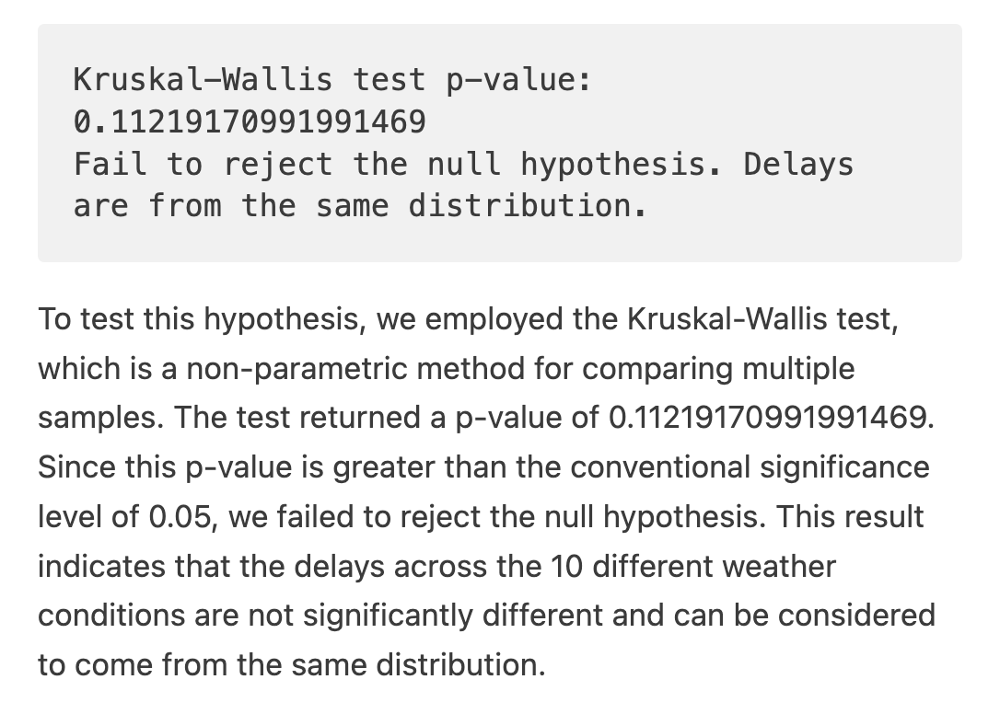 Kruskal-Wallis test p-value:
0.11219170991991469
Fail to reject the null hypothesis. Delays
are from the same distribution.
To test this hypothesis, we employed the Kruskal-Wallis test,
which is a non-parametric method for comparing multiple
samples. The test returned a p-value of 0.11219170991991469.
Since this p-value is greater than the conventional significance
level of 0.05, we failed to reject the null hypothesis. This result
indicates that the delays across the 10 different weather
conditions are not significantly different and can be considered
to come from the same distribution.